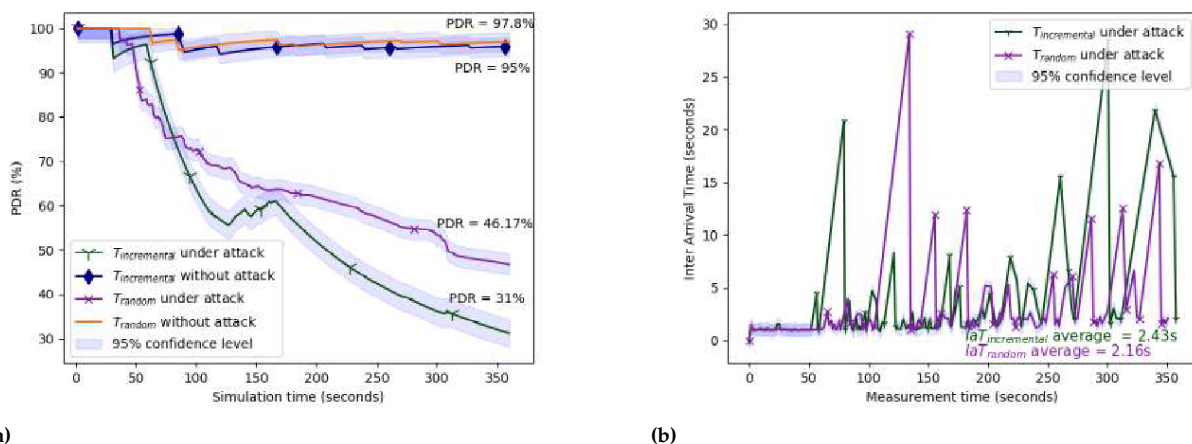 PDR = 97.8%
PDR = 95%
PDR = 46.17%
PDR = 31%
100
90
80
70
60
50
40
30
PDR (%)
T_incremental under attack
T_incremental without attack
T_random under attack
T_random without attack
95% confidence level
0
50
100
150
200
250
300
350
Simulation time (seconds)
(b)
30
25
20
15
10
5
0
Inter Arrival Time (seconds)
T_incremental under attack
T_random under attack
95% confidence level
IaT_incremental average = 2.43s
IaT_random average = 2.16s
0
50
100
150
200
250
300
350
Measurement time (seconds)